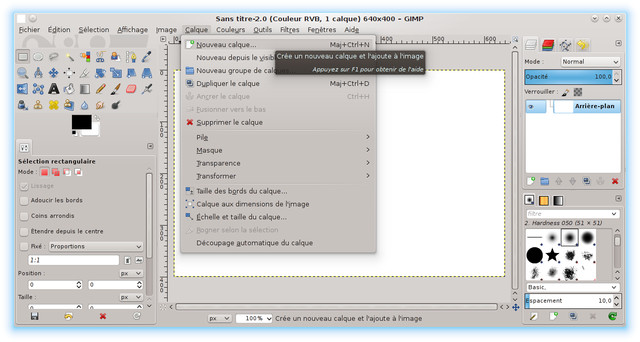 Sans titre-2.0 (Couleur RVB, 1 calque) 640x400 – GIMP
Fichier Édition Sélection Affichage Image Calque Couleurs Outils Filtres Fenêtres Aide
Nouveau calque... Maj+Ctrl+N
Nouveau depuis le visib
Nouveau groupe de calq
Crée un nouveau calque et l'ajoute à l'image
Appuyez sur F1 pour obtenir de l'aide
Dupliquer le calque Maj+Ctrl+D
Ancrer le calque Ctrl+H
Fusionner vers le bas
Supprimer le calque
Pile
Masque
Transparence
Transformer
Taille des bords du calque...
Calque aux dimensions de l'image
Échelle et taille du calque...
Rogner selon la sélection
Découpage automatique du calque
Sélection rectangulaire
Mode :
Lissage
Adoucir les bords
Coins arrondis
Étendre depuis le centre
Fixé : Proportions
1:1
Position : px
0 0
Taille : px
px 100 % Crée un nouveau calque et l'ajoute à l'image
Mode : Normal
Opacité 100,0
Verrouiller :
Arrière-plan
filtre
2. Hardness 050 (51 × 51)
Basic,
Espacement 10,0